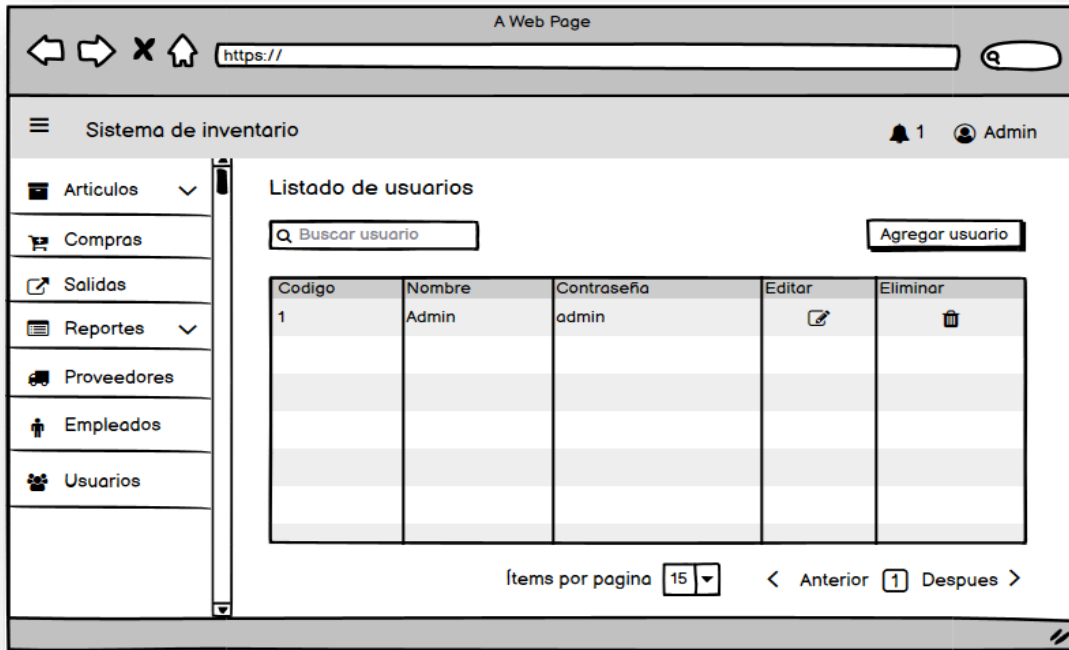 A Web Page
https://
Sistema de inventario
1
Admin
Articulos
Compras
Salidas
Reportes
Proveedores
Empleados
Usuarios
Listado de usuarios
Buscar usuario
Agregar usuario
Codigo Nombre Contraseña Editar Eliminar
1 Admin admin
Ítems por pagina 15 Anterior 1 Despues